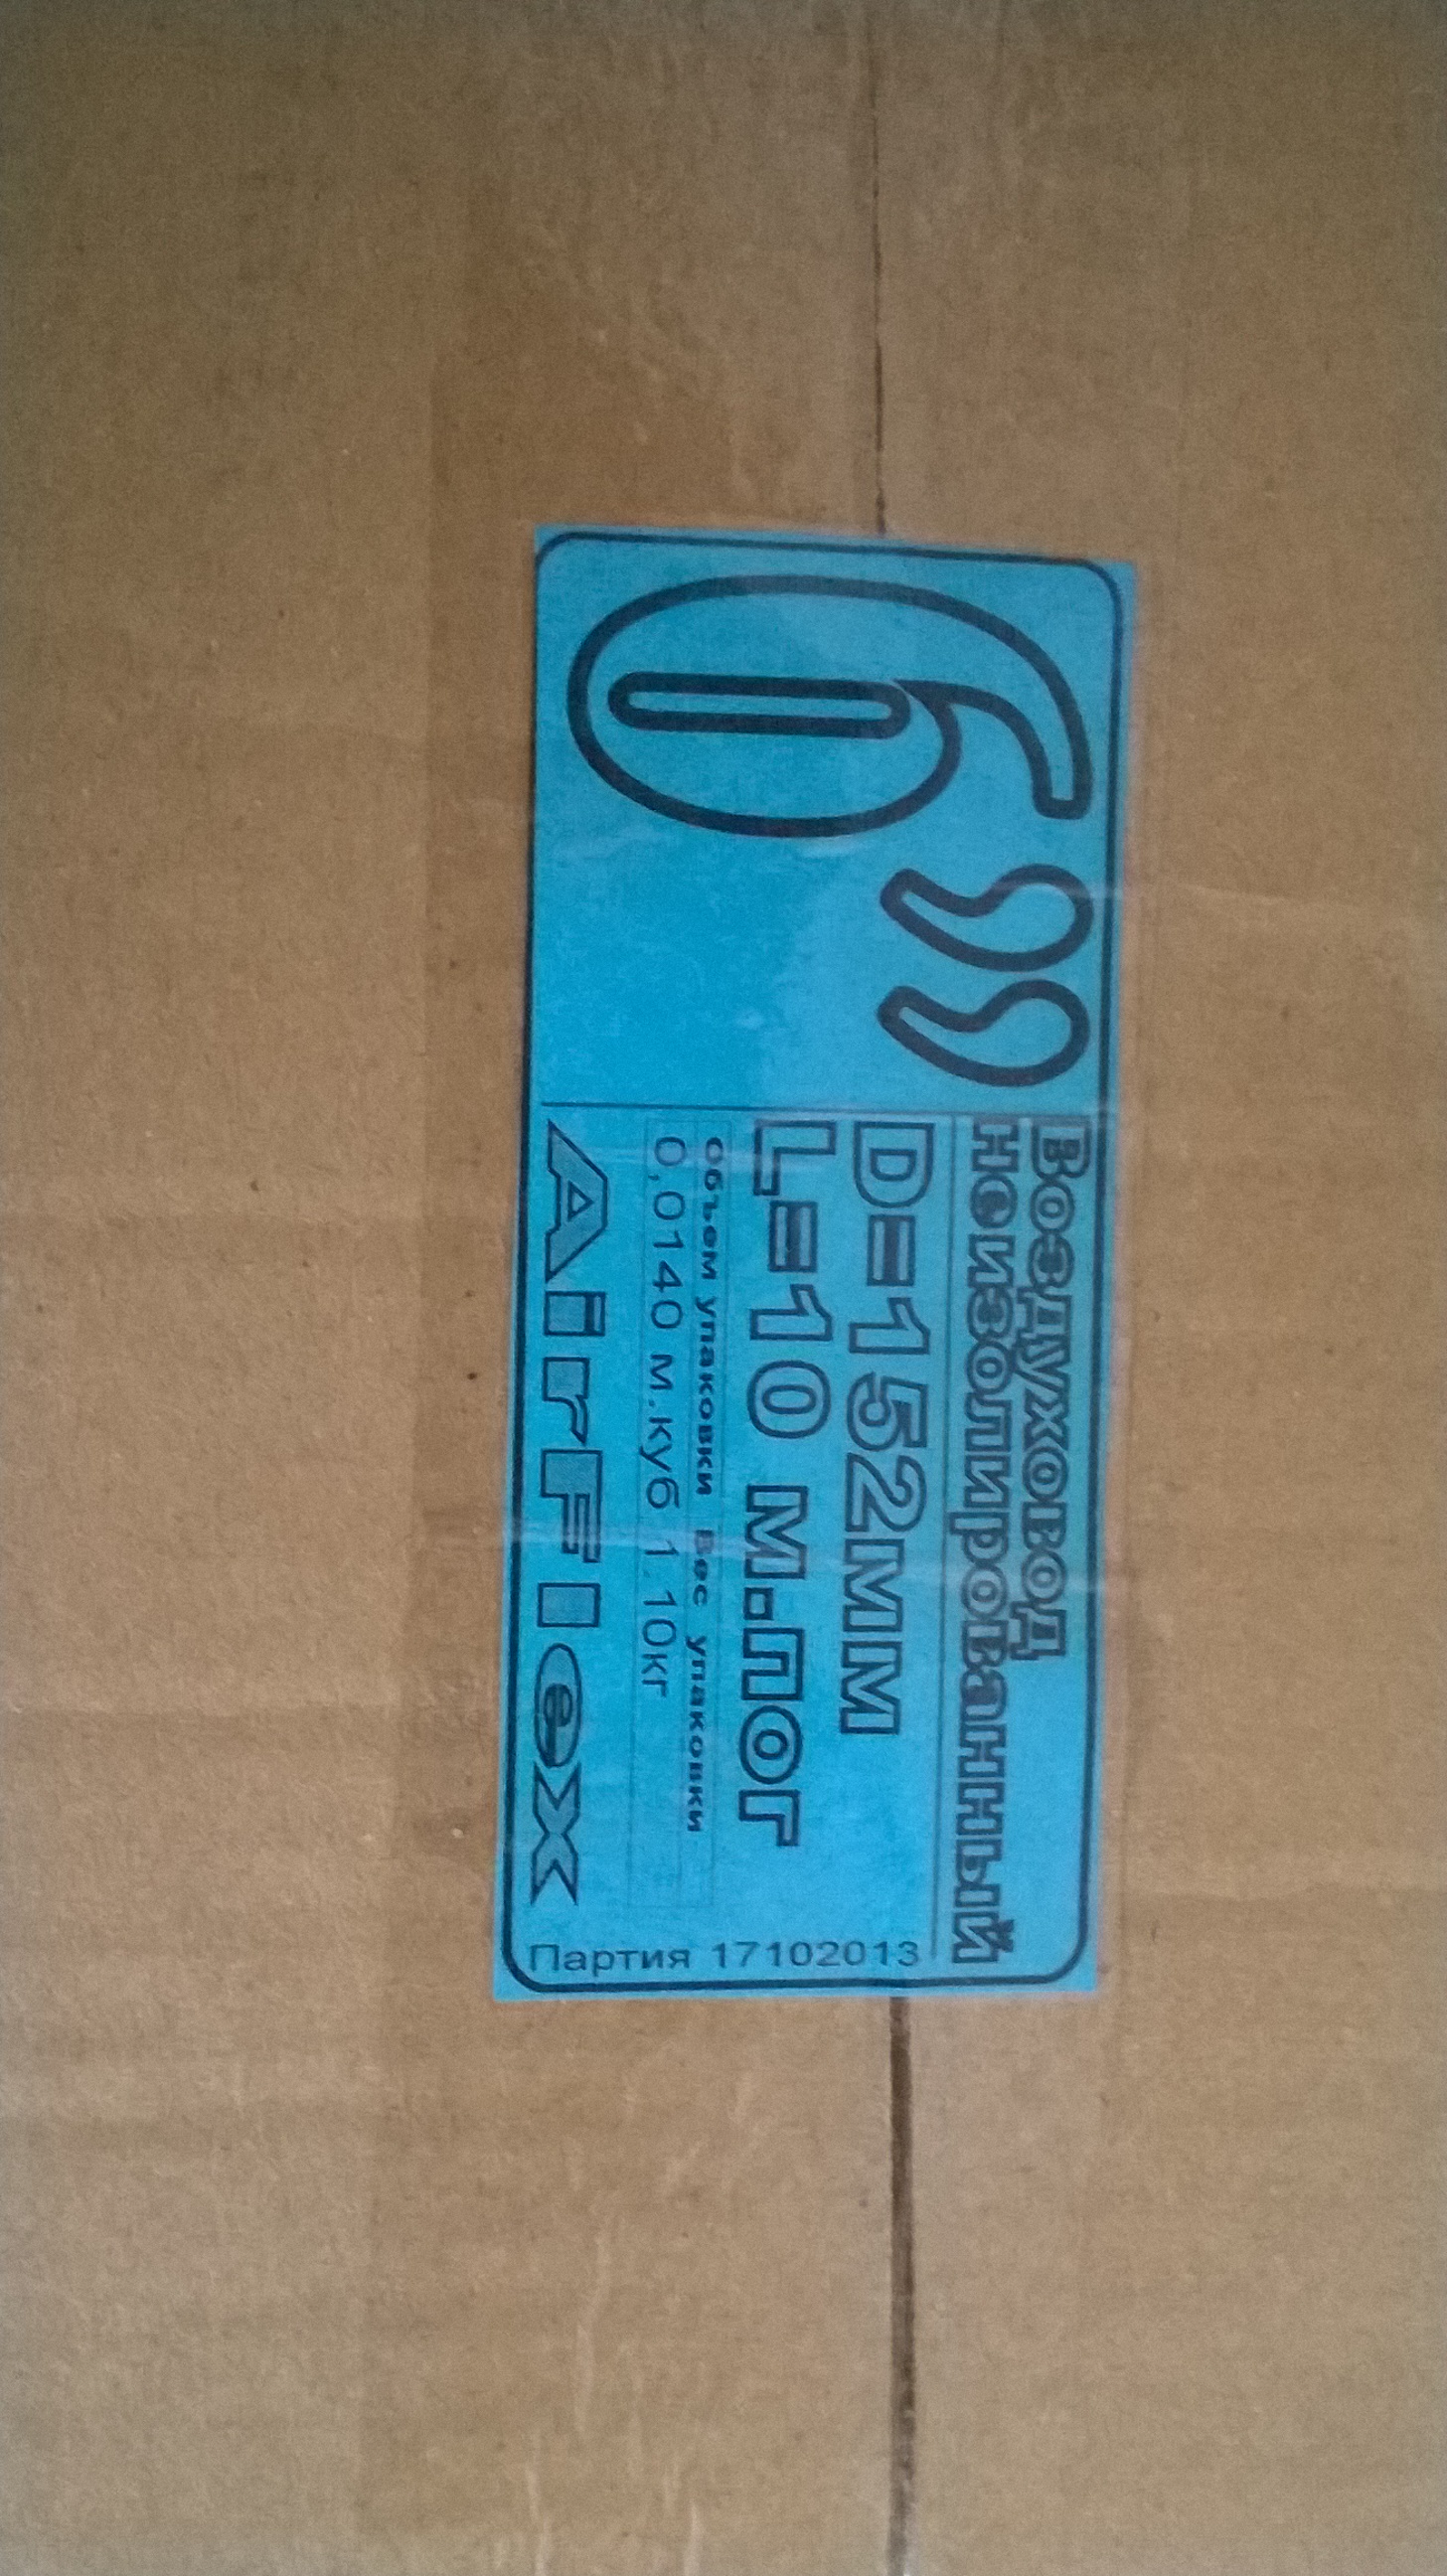 6”
Воздуховод
неизолированный
D=152мм
L=10 м.пог
Объем упаковки Вес упаковки
0,0140 м.куб 1.10кг
AirFlex
Партия 17102013